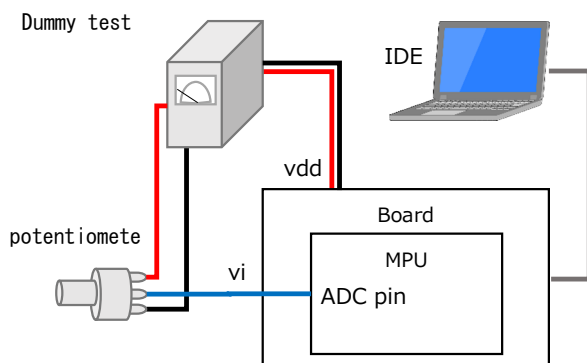 Dummy test
IDE
vdd
Board
potentiomete
MPU
vi
ADC pin